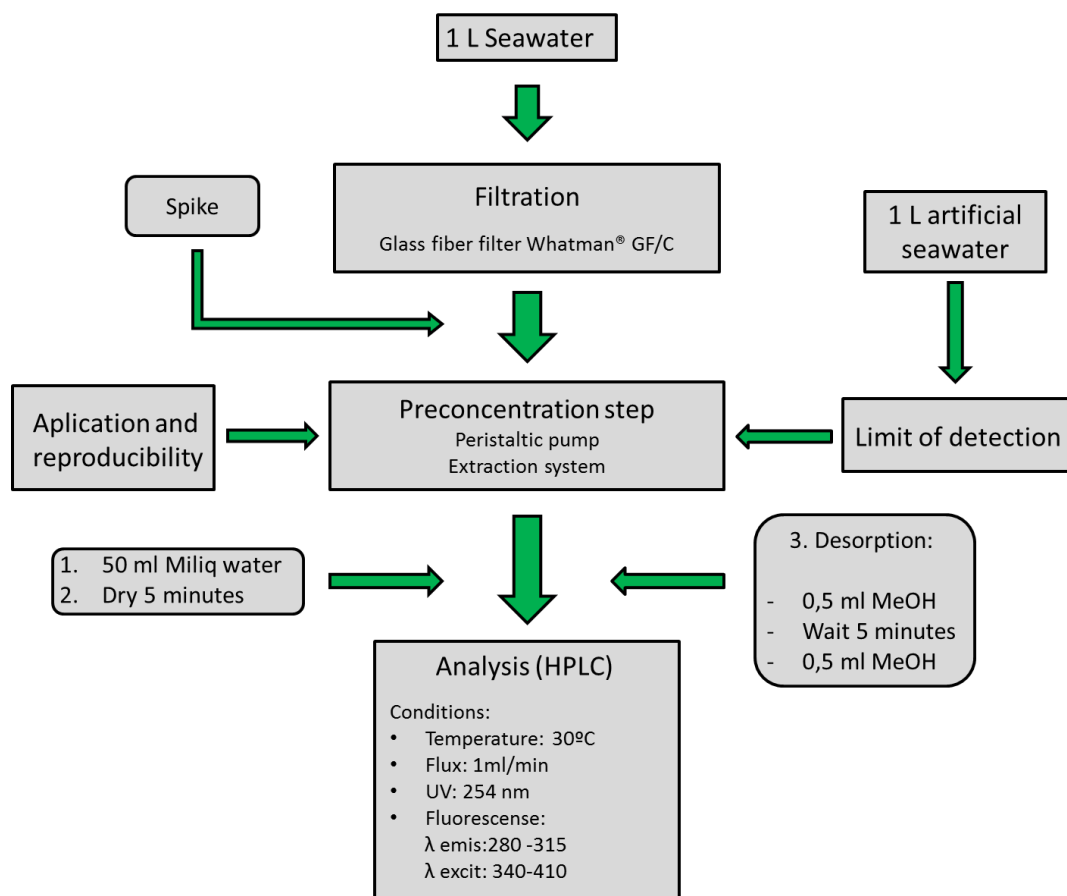 1 L Seawater
Filtration
Glass fiber filter Whatman® GF/C
Spike
1 L artificial
seawater
Aplication and
reproducibility
Preconcentration step
Peristaltic pump
Extraction system
Limit of detection
1. 50 ml Miliq water
2. Dry 5 minutes
3. Desorption:
- 0,5 ml MeOH
- Wait 5 minutes
- 0,5 ml MeOH
Analysis (HPLC)
Conditions:
• Temperature: 30ºC
• Flux: 1ml/min
• UV: 254 nm
• Fluorescense:
λ emis:280 -315
λ excit: 340-410